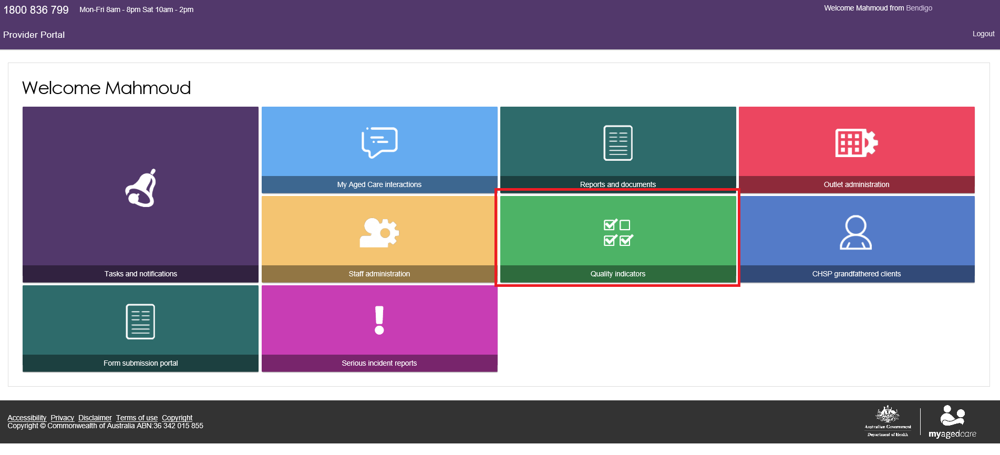 1800 836 799 Mon-Fri 8am - 8pm Sat 10am - 2pm Welcome Mahmoud from Bendigo
Provider Portal Logout
Welcome Mahmoud
My Aged Care interactions Reports and documents Outlet administration
Tasks and notifications Staff administration Quality indicators CHSP grandfathered clients
Form submission portal Serious incident reports
Accessibility Privacy Disclaimer Terms of use Copyright
Copyright © Commonwealth of Australia ABN:36 342 015 855
Australian Government
Department of Health
myagedcare